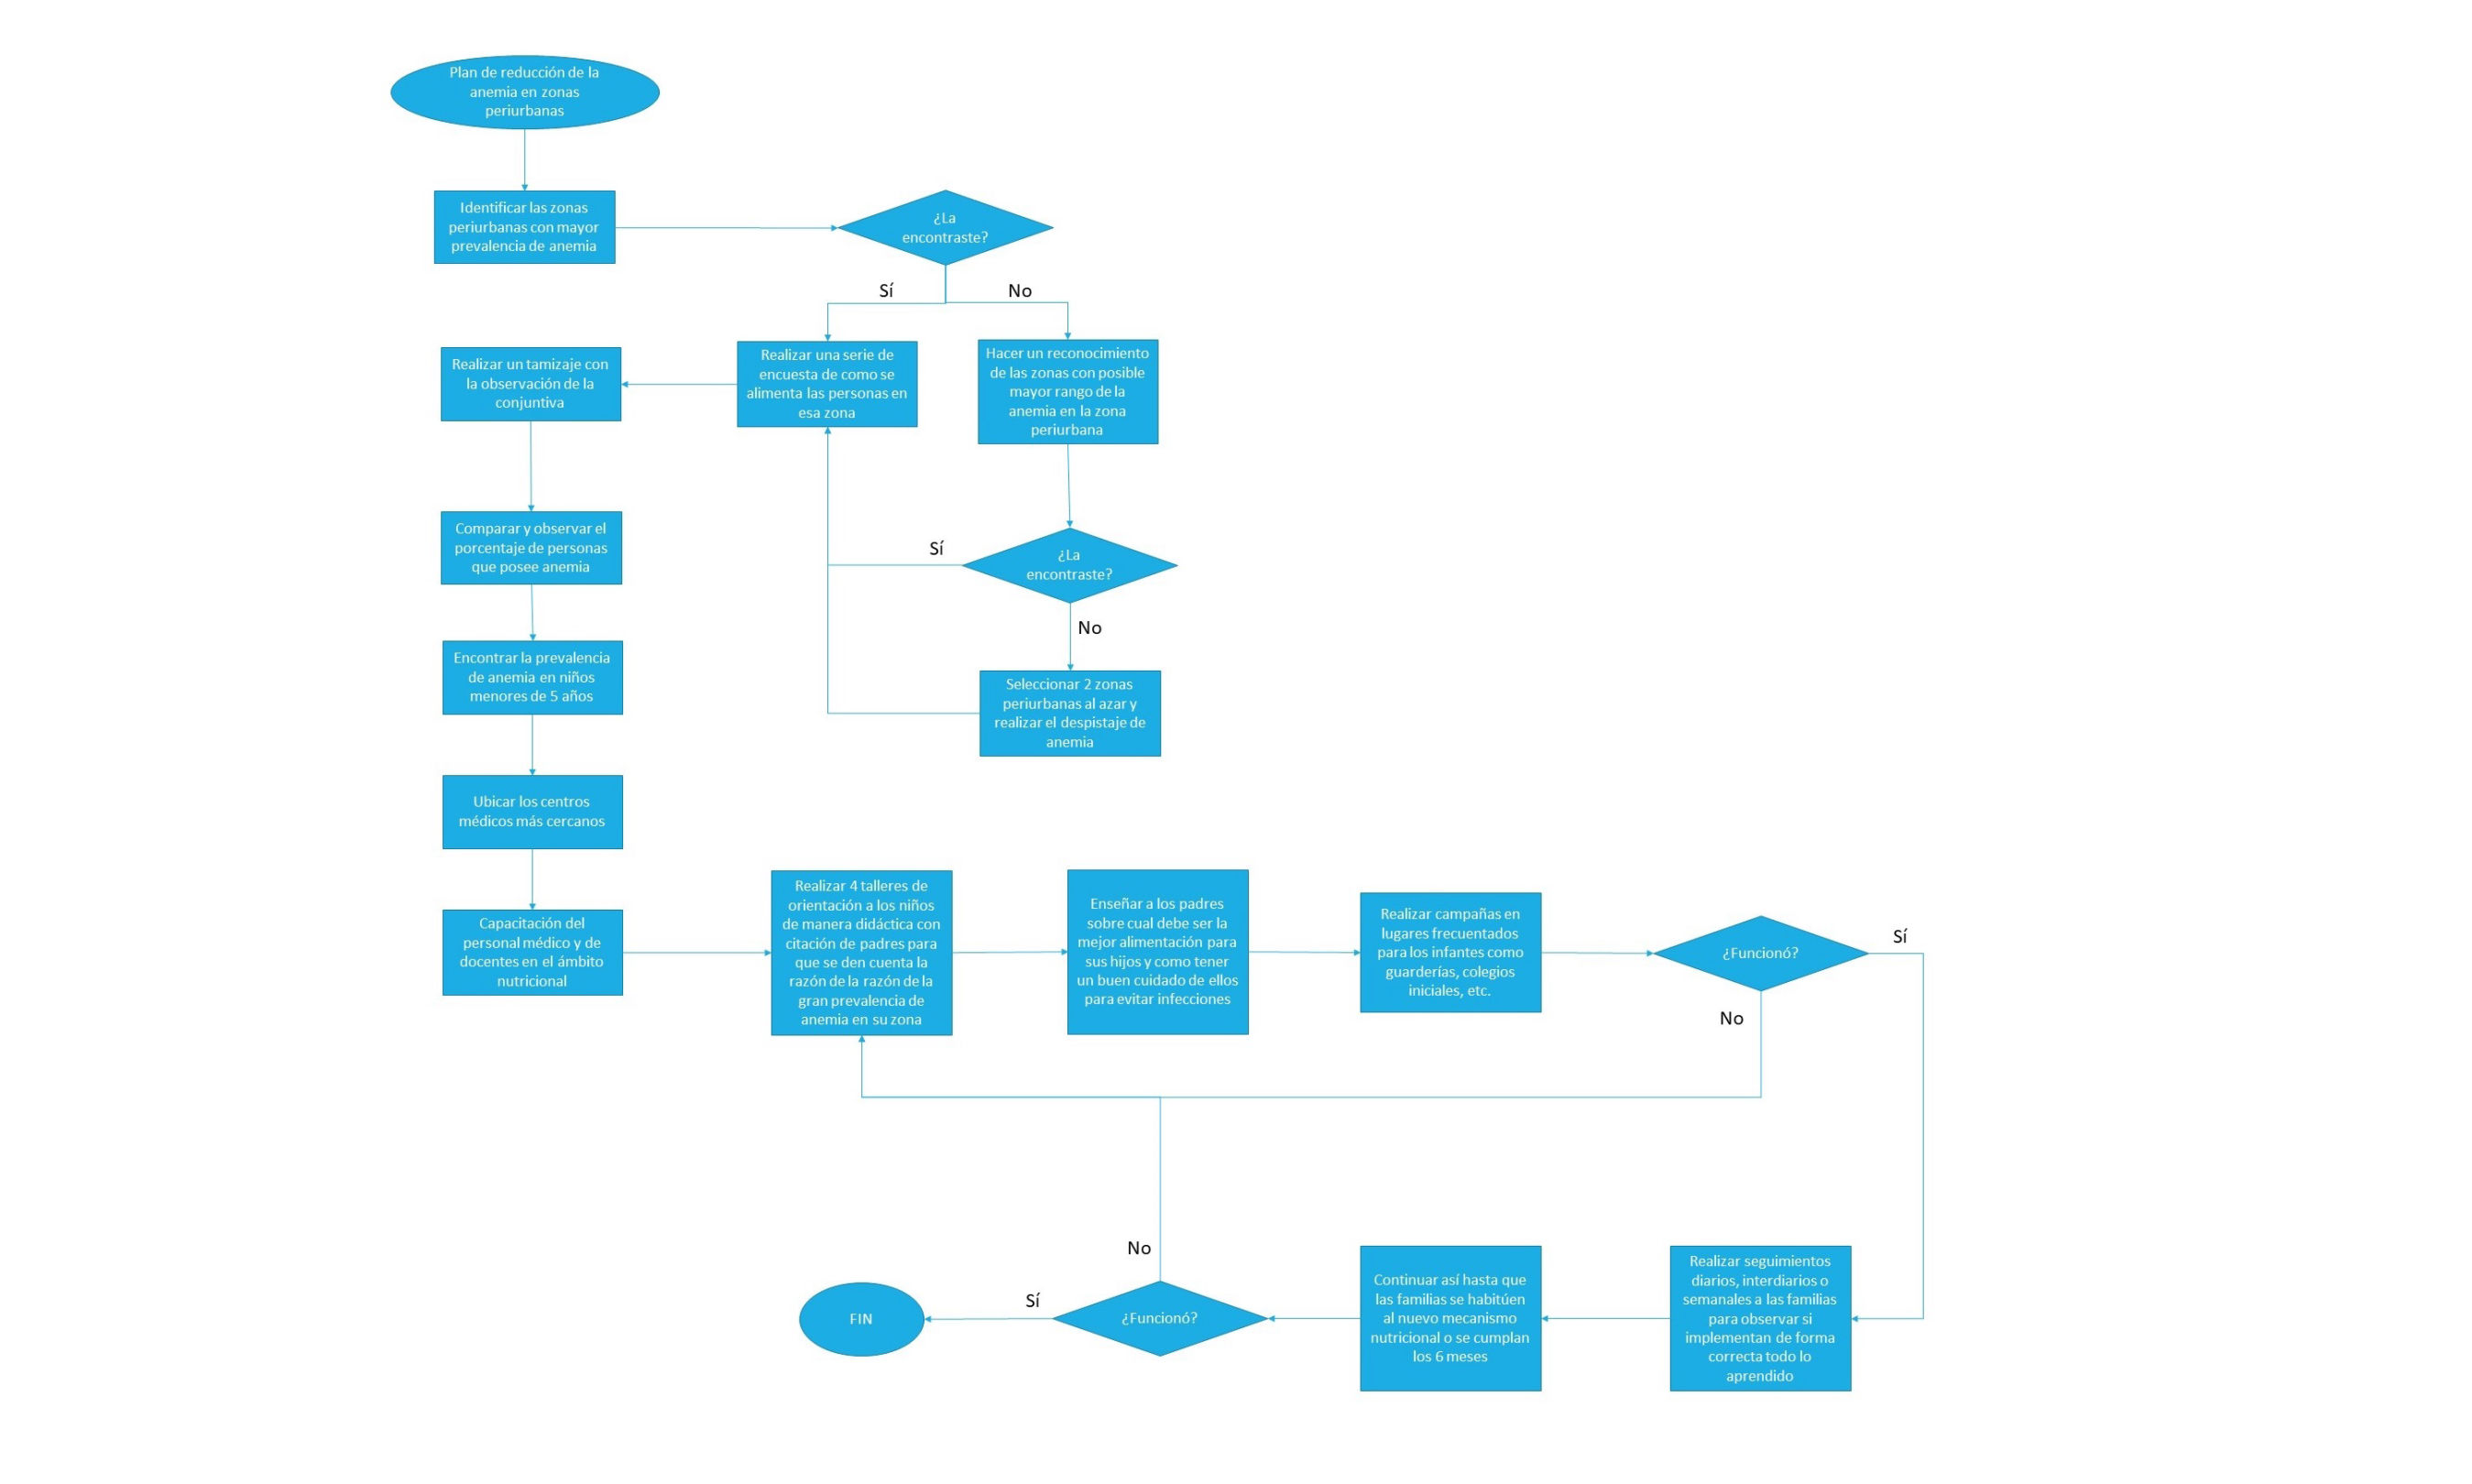 Plan de reducción de la
anemia en zonas
periurbanas
Identificar las zonas
periurbanas con mayor
prevalencia de anemia
¿La
encontraste?
Sí
No
Realizar un tamizaje con
la observación de la
conjuntiva
Realizar una serie de
encuesta de como se
alimenta las personas en
esa zona
Hacer un reconocimiento
de las zonas con posible
mayor rango de la
anemia en la zona
periurbana
Comparar y observar el
porcentaje de personas
que posee anemia
Sí
¿La
encontraste?
No
Encontrar la prevalencia
de anemia en niños
menores de 5 años
Seleccionar 2 zonas
periurbanas al azar y
realizar el despistaje de
anemia
Ubicar los centros
médicos más cercanos
Capacitación del
personal médico y de
docentes en el ámbito
nutricional
Realizar 4 talleres de
orientación a los niños
de manera didáctica con
citación de padres para
que se den cuenta la
razón de la razón de la
gran prevalencia de
anemia en su zona
Enseñar a los padres
sobre cual debe ser la
mejor alimentación para
sus hijos y como tener
un buen cuidado de ellos
para evitar infecciones
Realizar campañas en
lugares frecuentados
para los infantes como
guarderías, colegios
iniciales, etc.
¿Funcionó?
Sí
No
No
FIN
Sí
¿Funcionó?
Continuar así hasta que
las familias se habitúen
al nuevo mecanismo
nutricional o se cumplan
los 6 meses
Realizar seguimientos
diarios, interdiarios o
semanales a las familias
para observar si
implementan de forma
correcta todo lo
aprendido